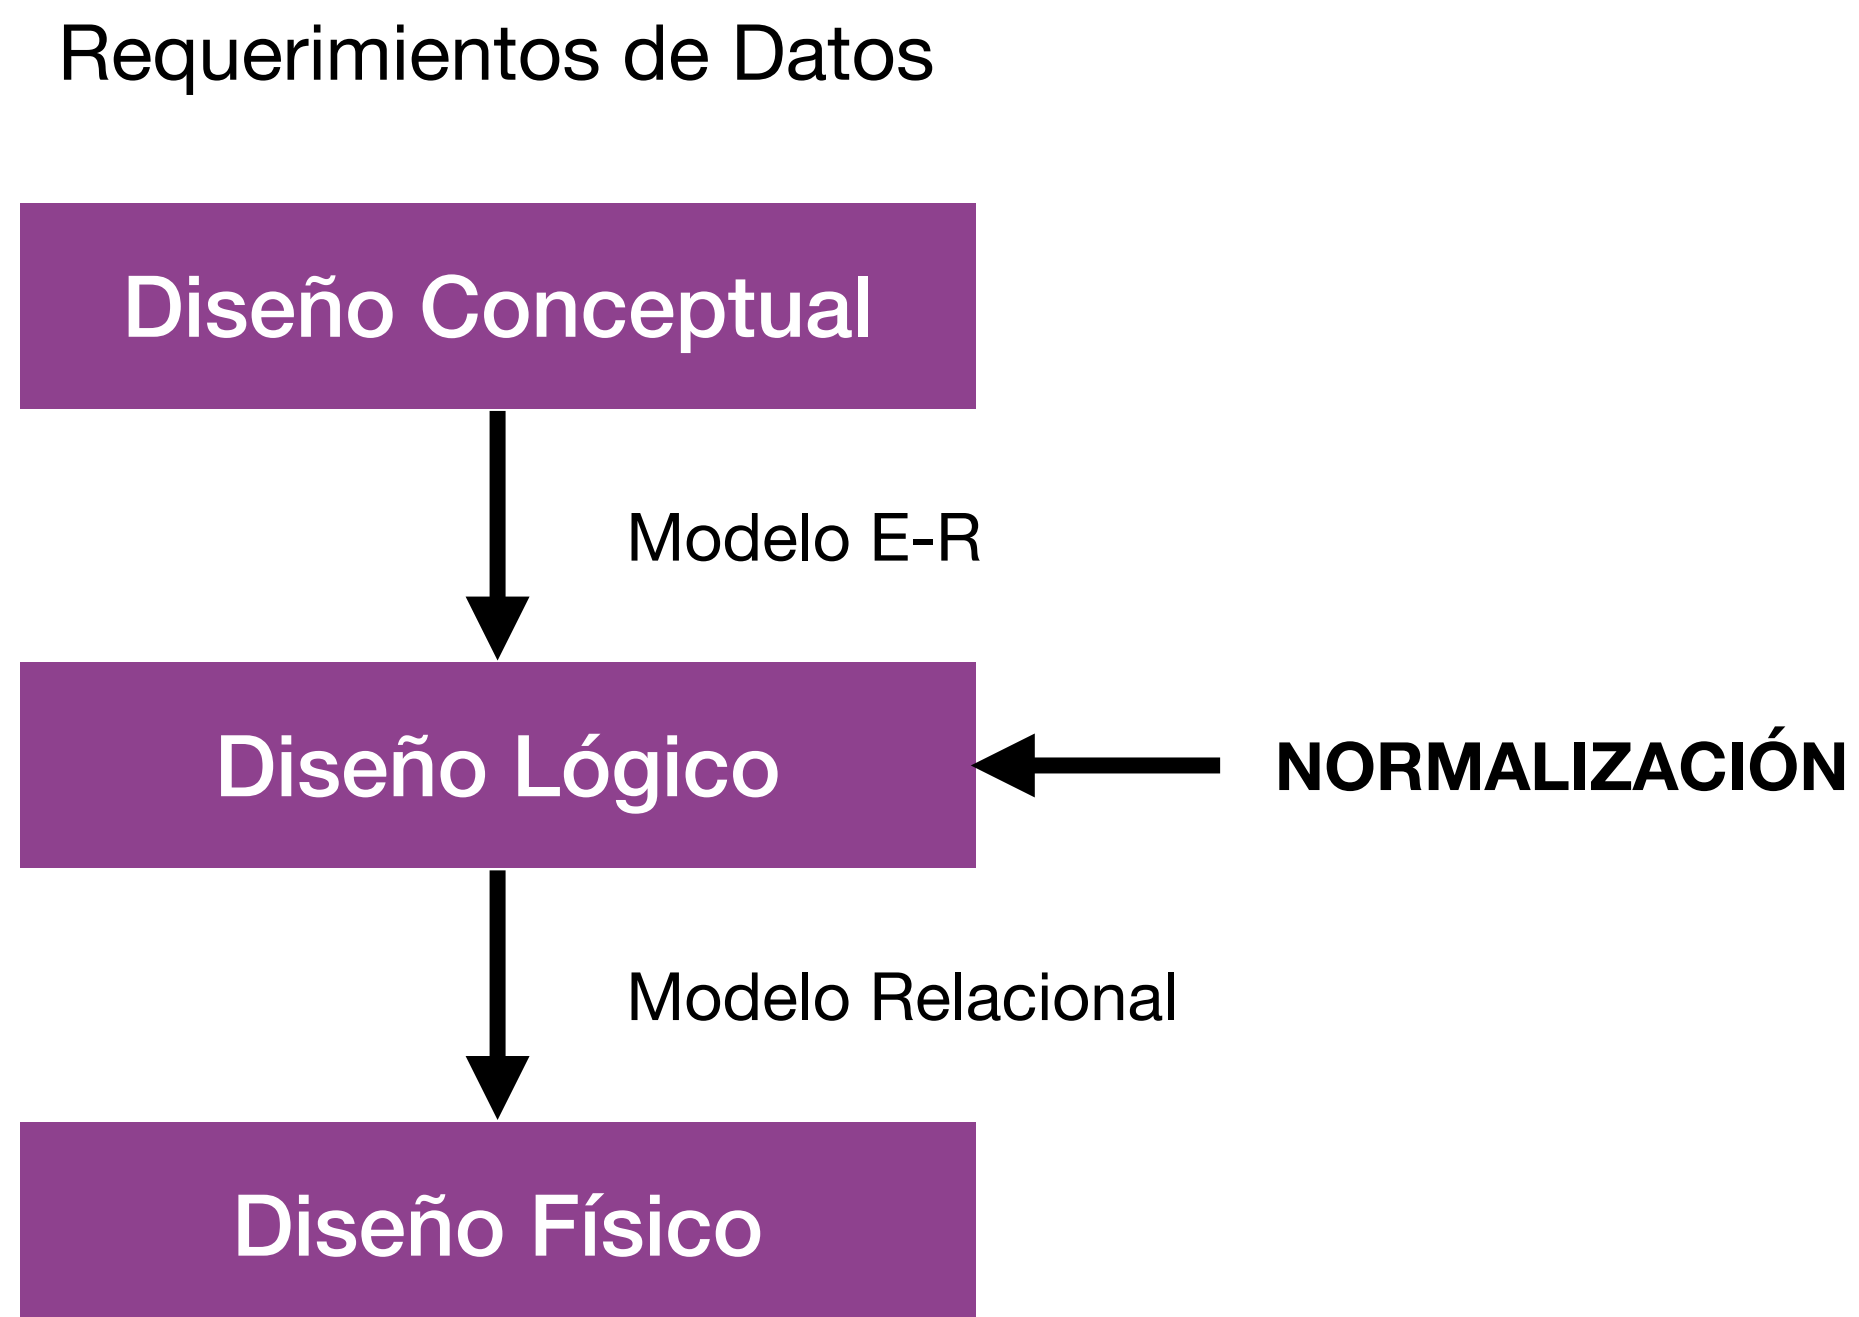 Requerimientos de Datos
Diseño Conceptual
Modelo E-R
Diseño Lógico
NORMALIZACIÓN
Modelo Relacional
Diseño Físico